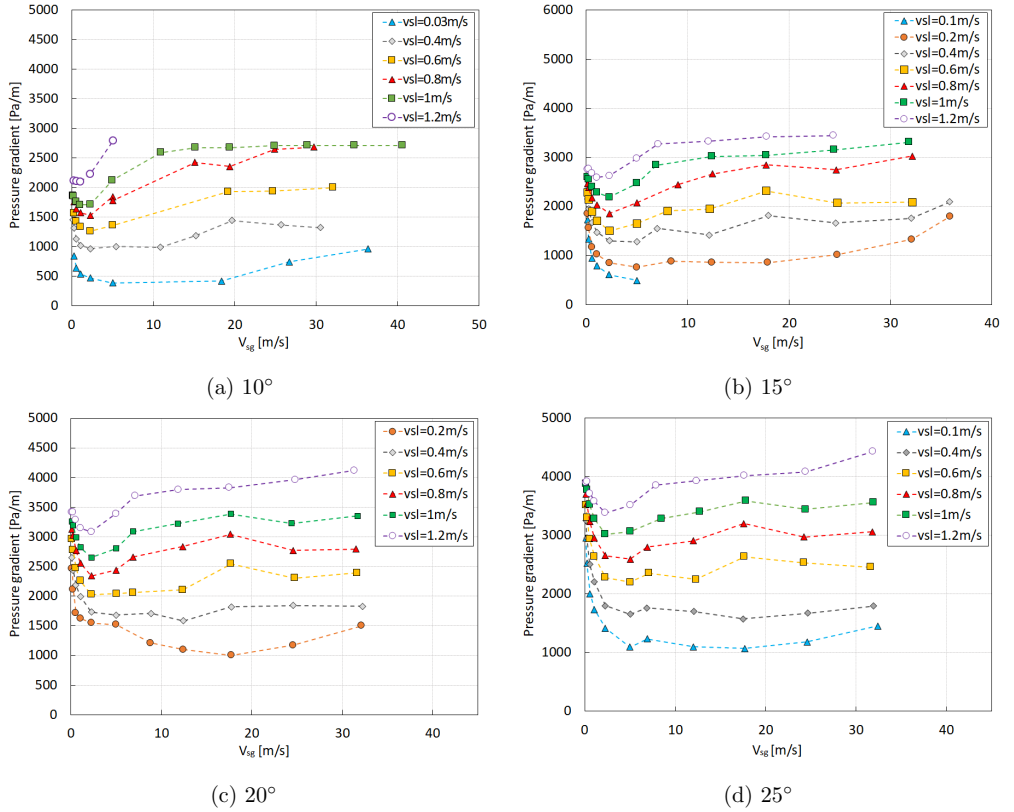 5000
4500
4000
3500
3000
2500
2000
1500
1000
500
0
Pressure gradient [Pa/m]
0 10 20 30 40 50
V_sg [m/s]
vsl=0.03m/s
vsl=0.4m/s
vsl=0.6m/s
vsl=0.8m/s
vsl=1m/s
vsl=1.2m/s
(a) 10°
6000
5000
4000
3000
2000
1000
0
Pressure gradient [Pa/m]
0 10 20 30 40
V_sg [m/s]
vsl=0.1m/s
vsl=0.2m/s
vsl=0.4m/s
vsl=0.6m/s
vsl=0.8m/s
vsl=1m/s
vsl=1.2m/s
(b) 15°
5000
4500
4000
3500
3000
2500
2000
1500
1000
500
0
Pressure gradient [Pa/m]
0 10 20 30 40
V_sg [m/s]
vsl=0.2m/s
vsl=0.4m/s
vsl=0.6m/s
vsl=0.8m/s
vsl=1m/s
vsl=1.2m/s
(c) 20°
5000
4000
3000
2000
1000
0
Pressure gradient [Pa/m]
0 10 20 30 40
V_sg [m/s]
vsl=0.1m/s
vsl=0.4m/s
vsl=0.6m/s
vsl=0.8m/s
vsl=1m/s
vsl=1.2m/s
(d) 25°